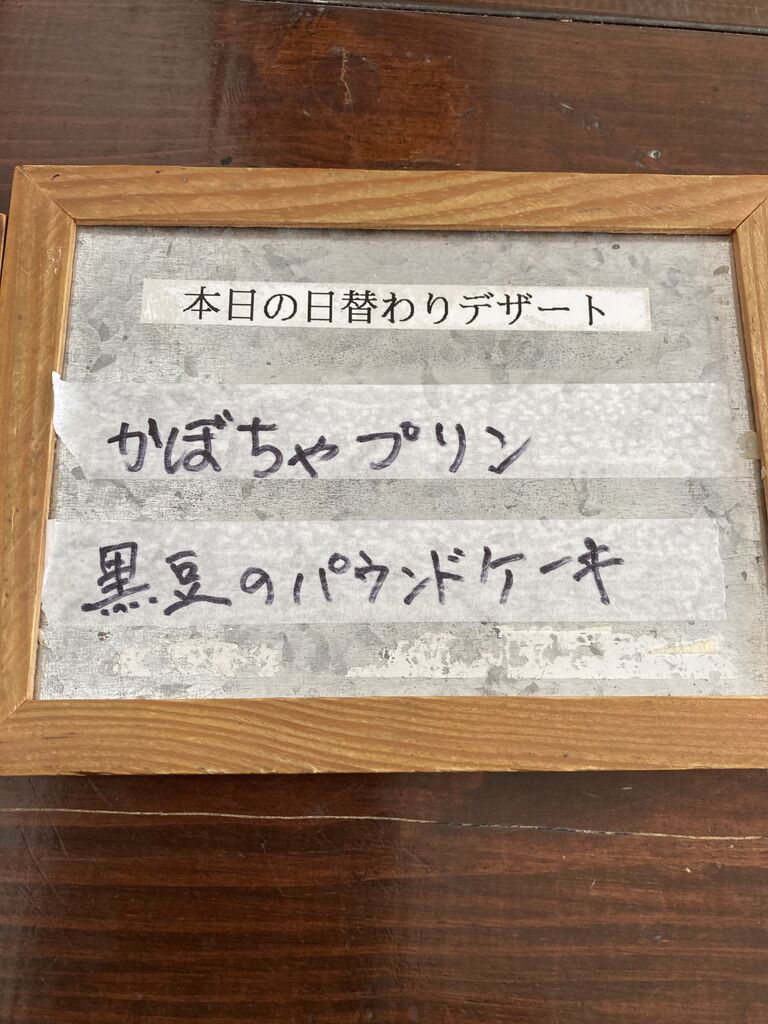 本日の日替わりデザート
かぼちゃプリン
黒豆のパウンドケーキ